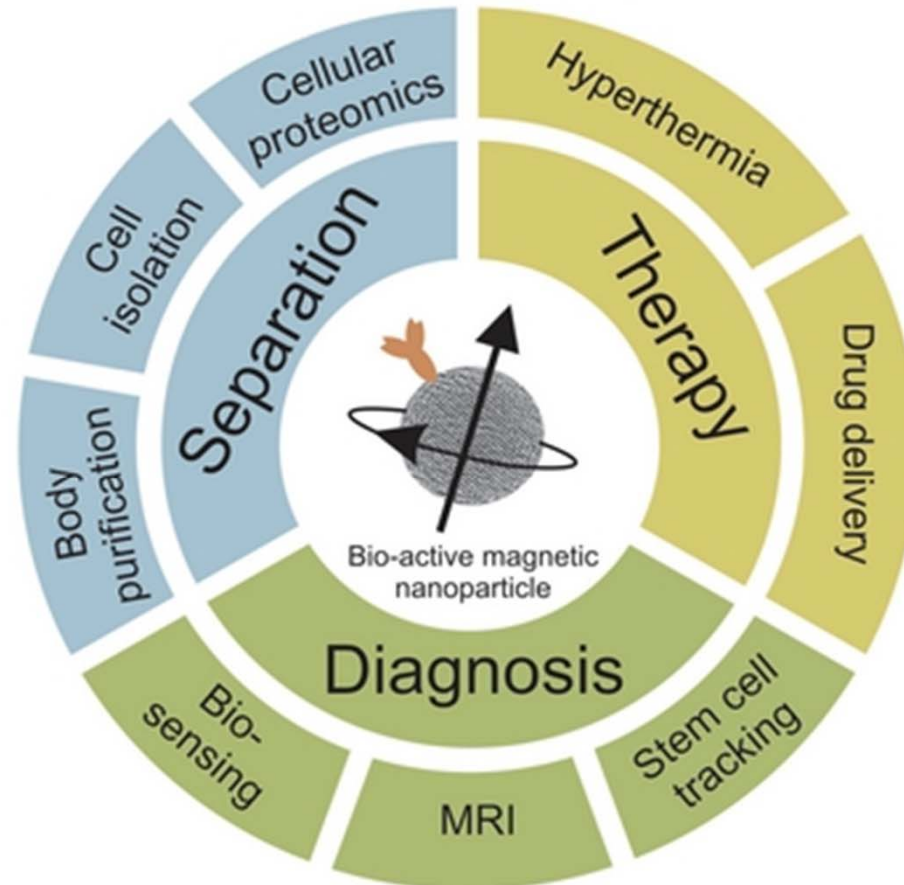 Cellular
proteomics
Hyperthermia
Cell
isolation
Separation
Therapy
Drug delivery
Body
purification
Bio-active magnetic
nanoparticle
Diagnosis
Bio-
sensing
MRI
Stem cell
tracking